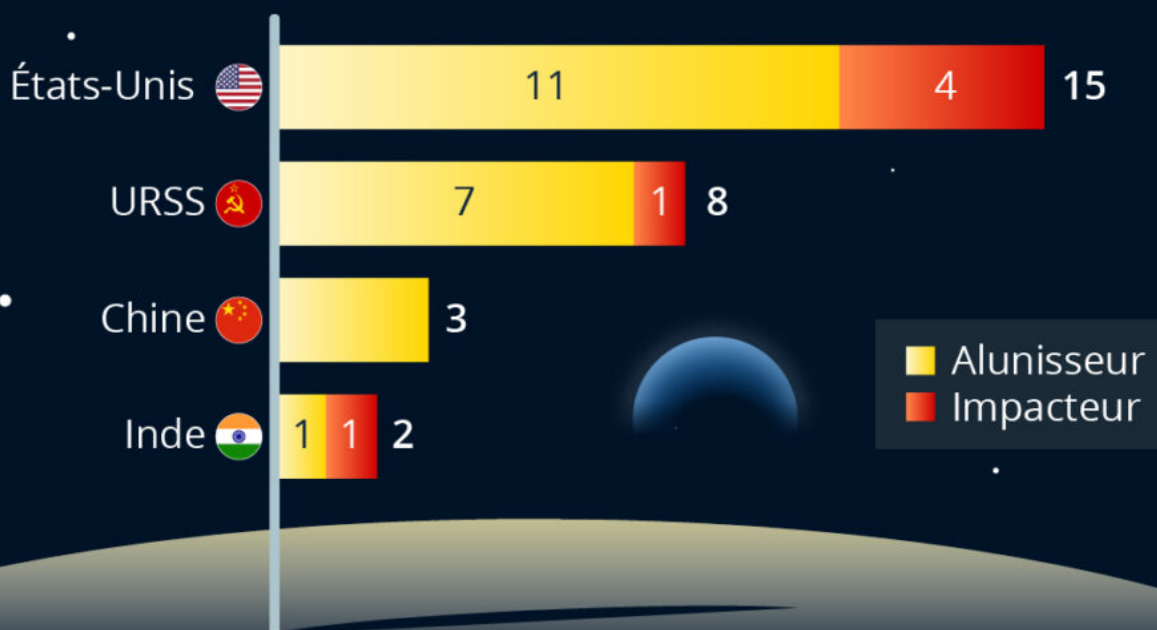 États-Unis 11 4 15
URSS 7 1 8
Chine 3
Inde 1 1 2
Alunisseur
Impacteur